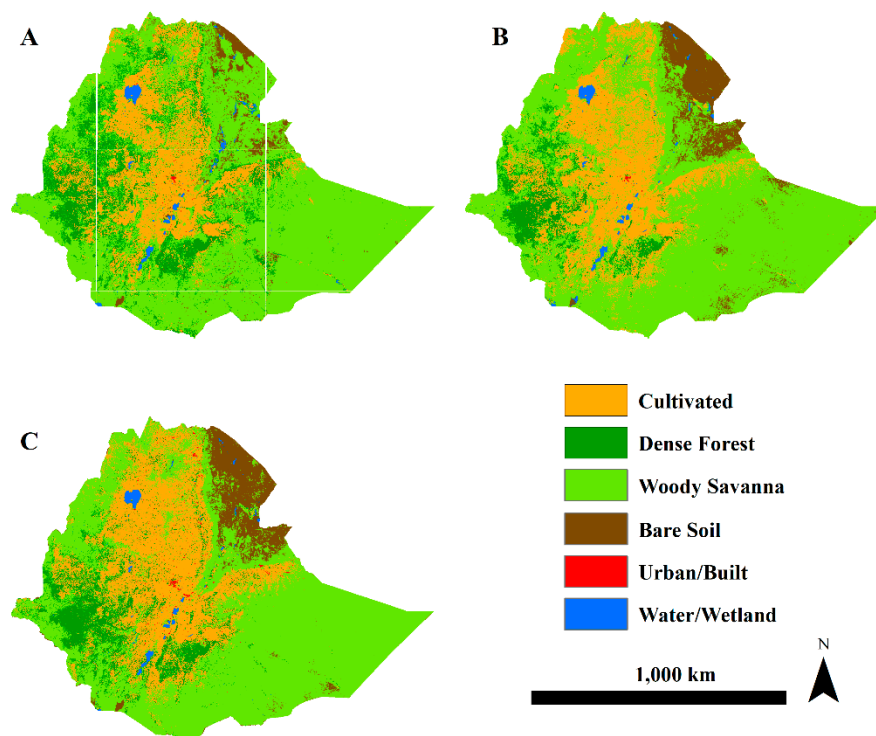 A
B
C
Cultivated
Dense Forest
Woody Savanna
Bare Soil
Urban/Built
Water/Wetland
N
1,000 km